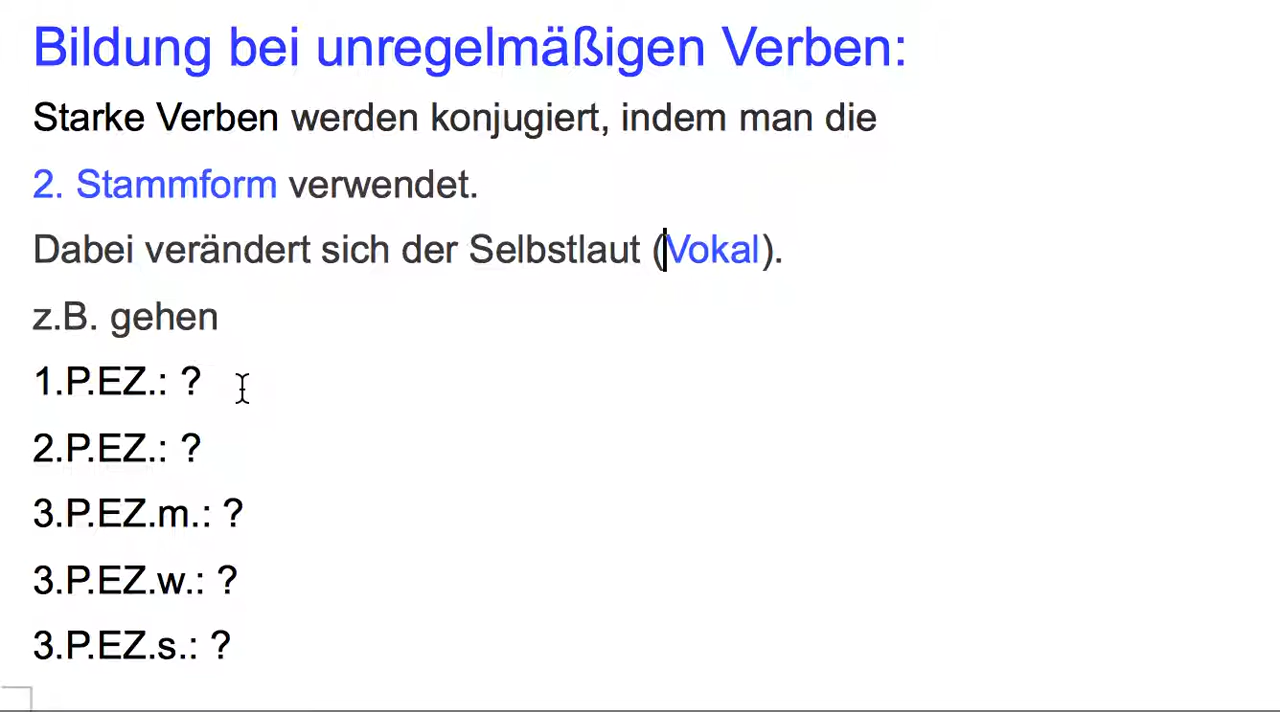 Bildung bei unregelmäßigen Verben:
Starke Verben werden konjugiert, indem man die
2. Stammform verwendet.
Dabei verändert sich der Selbstlaut (Vokal).
z.B. gehen
1.P.EZ.: ?
2.P.EZ.: ?
3.P.EZ.m.: ?
3.P.EZ.w.: ?
3.P.EZ.s.: ?